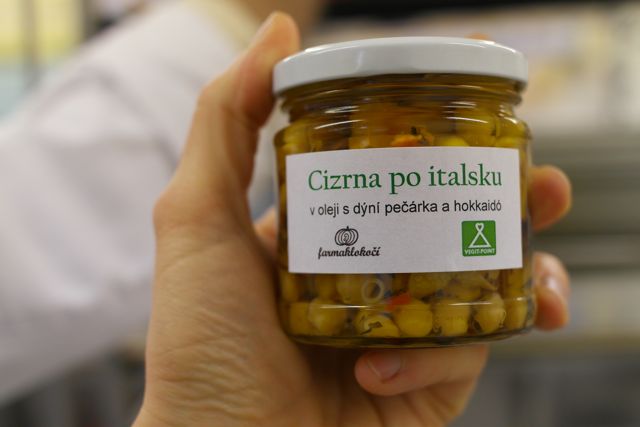 Cizrna po italsku
v oleji s dýní pečárka a hokkaidó
farmaklokočí
VEGIT-POINT